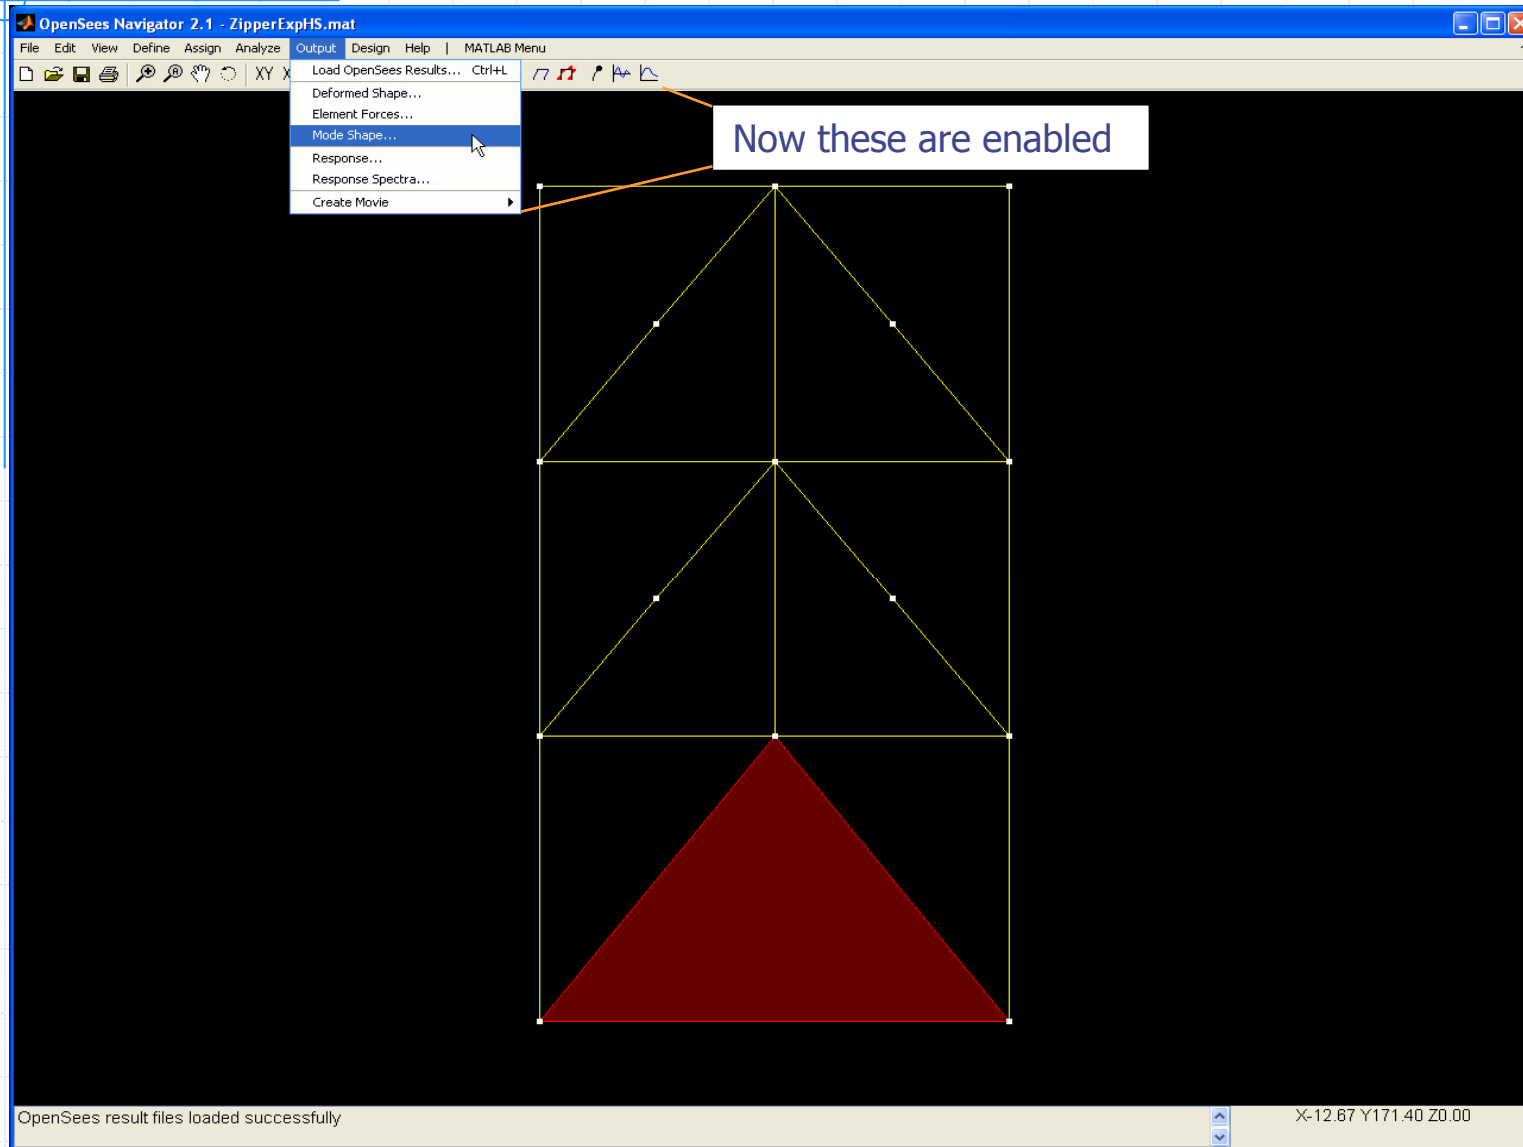 OpenSees Navigator 2.1 - ZipperExpHS.mat
File Edit View Define Assign Analyze Output Design Help | MATLAB Menu
XY
Load OpenSees Results... Ctrl+L
Deformed Shape...
Element Forces...
Mode Shape...
Response...
Response Spectra...
Create Movie
Now these are enabled
OpenSees result files loaded successfully
X-12.67 Y171.40 Z0.00